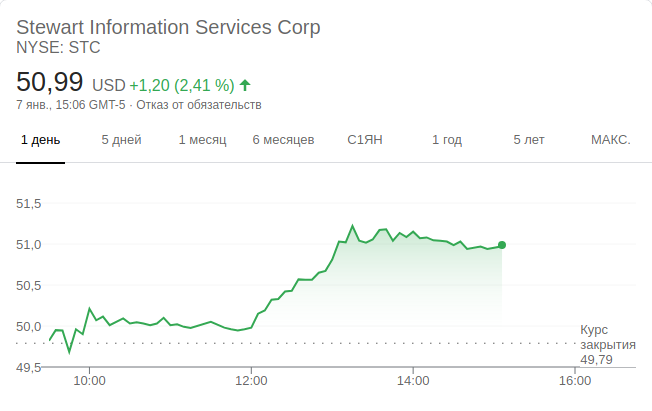 Stewart Information Services Corp
NYSE: STC
50,99 USD +1,20 (2,41 %)
7 янв., 15:06 GMT-5 · Отказ от обязательств
1 день 5 дней 1 месяц 6 месяцев С1ЯН 1 год 5 лет МАКС.
51,5
51,0
50,5
50,0
Курс
закрытия
49,79
49,5
10:00 12:00 14:00 16:00